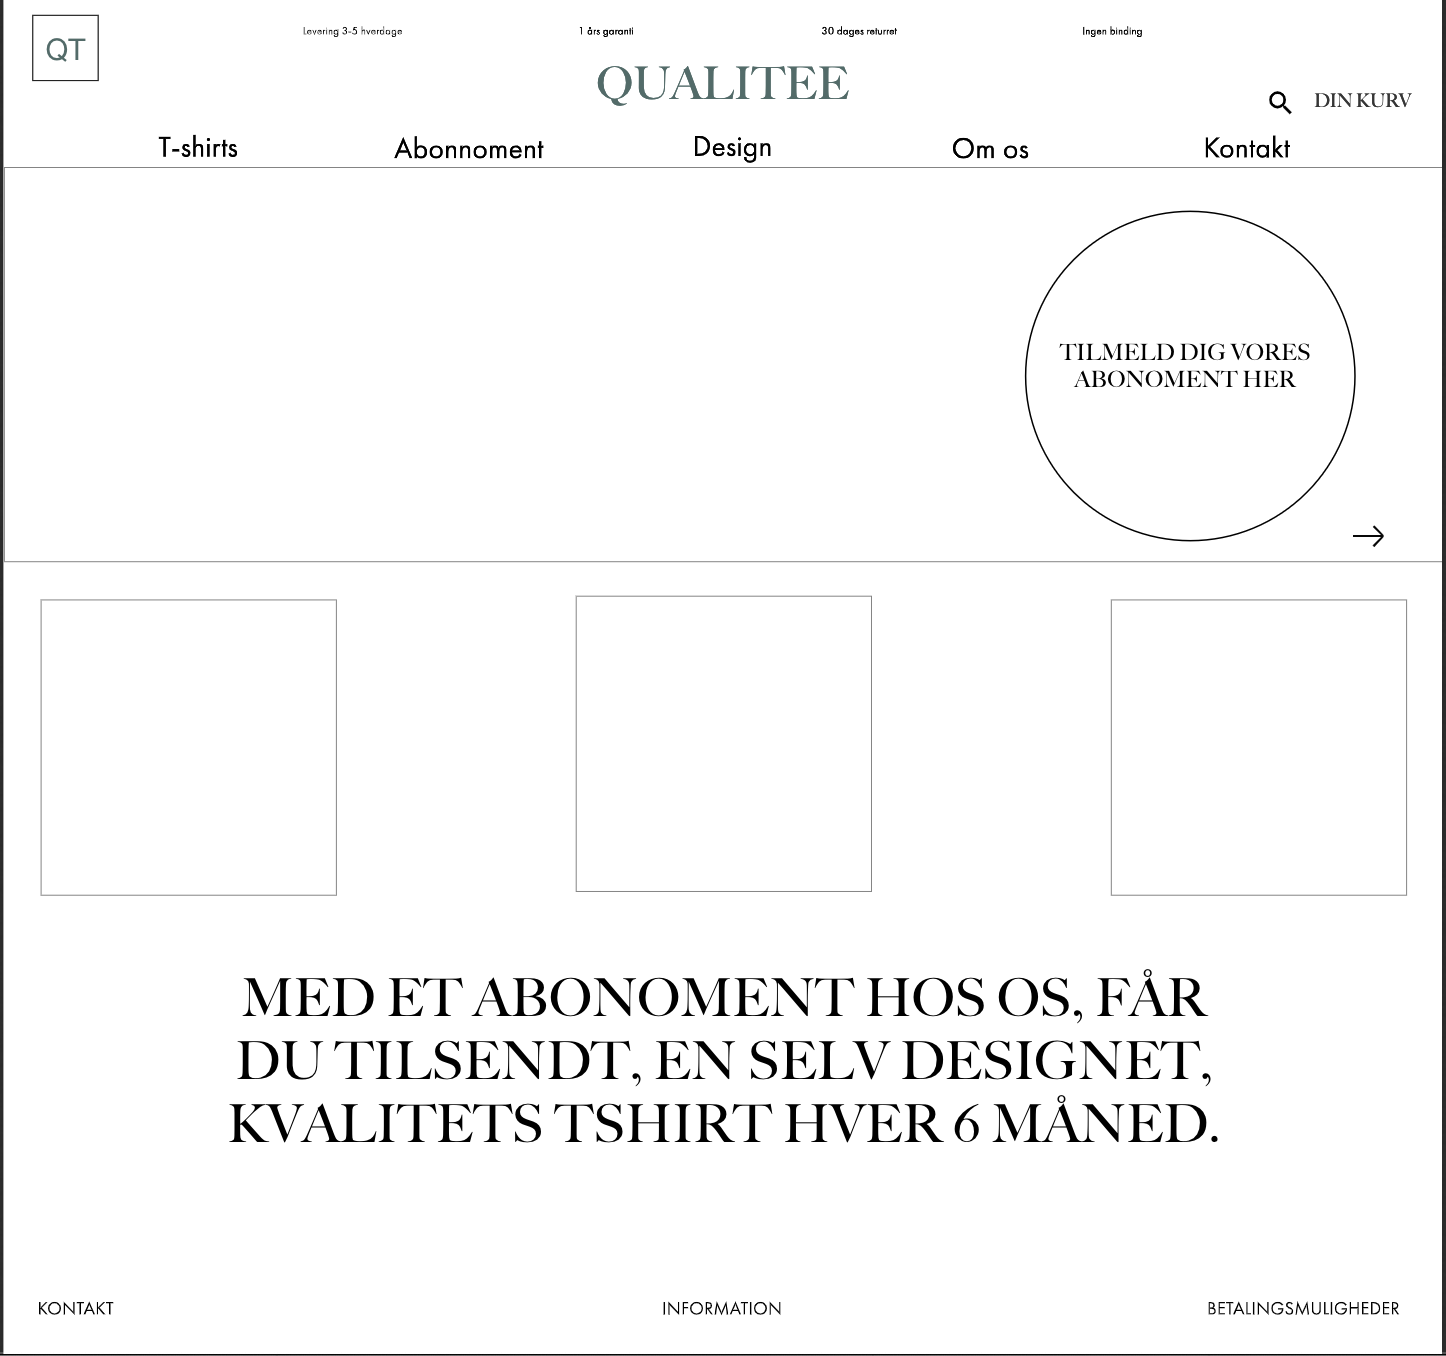 QT
Levering 3-5 hverdage
1 års garanti
30 dages returret
Ingen binding
QUALITEE
DIN KURV
T-shirts
Abonnoment
Design
Om os
Kontakt
TILMELD DIG VORES
ABONOMENT HER
MED ET ABONOMENT HOS OS, FÅR
DU TILSENDT, EN SELV DESIGNET,
KVALITETS TSHIRT HVER 6 MÅNED.
KONTAKT
INFORMATION
BETALINGSMULIGHEDER